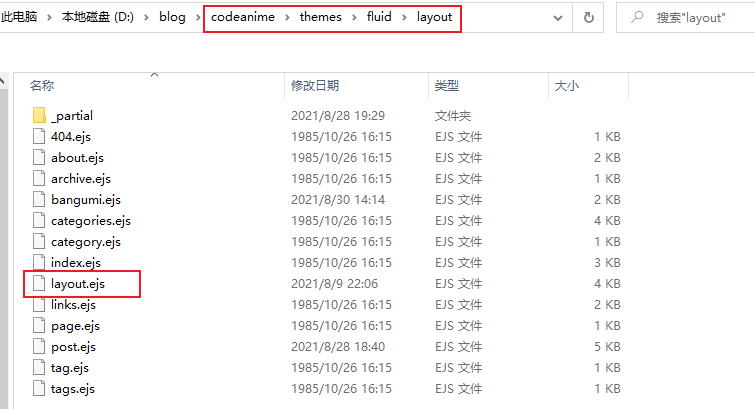 此电脑 > 本地磁盘 (D:) > blog > codeanime > themes > fluid > layout 搜索"layout"
名称 修改日期 类型 大小
_partial 2021/8/28 19:29 文件夹
404.ejs 1985/10/26 16:15 EJS 文件 1 KB
about.ejs 1985/10/26 16:15 EJS 文件 2 KB
archive.ejs 1985/10/26 16:15 EJS 文件 1 KB
bangumi.ejs 2021/8/30 14:14 EJS 文件 2 KB
categories.ejs 1985/10/26 16:15 EJS 文件 4 KB
category.ejs 1985/10/26 16:15 EJS 文件 1 KB
index.ejs 1985/10/26 16:15 EJS 文件 3 KB
layout.ejs 2021/8/9 22:06 EJS 文件 4 KB
links.ejs 1985/10/26 16:15 EJS 文件 2 KB
page.ejs 1985/10/26 16:15 EJS 文件 1 KB
post.ejs 2021/8/28 18:40 EJS 文件 5 KB
tag.ejs 1985/10/26 16:15 EJS 文件 1 KB
tags.ejs 1985/10/26 16:15 EJS 文件 1 KB